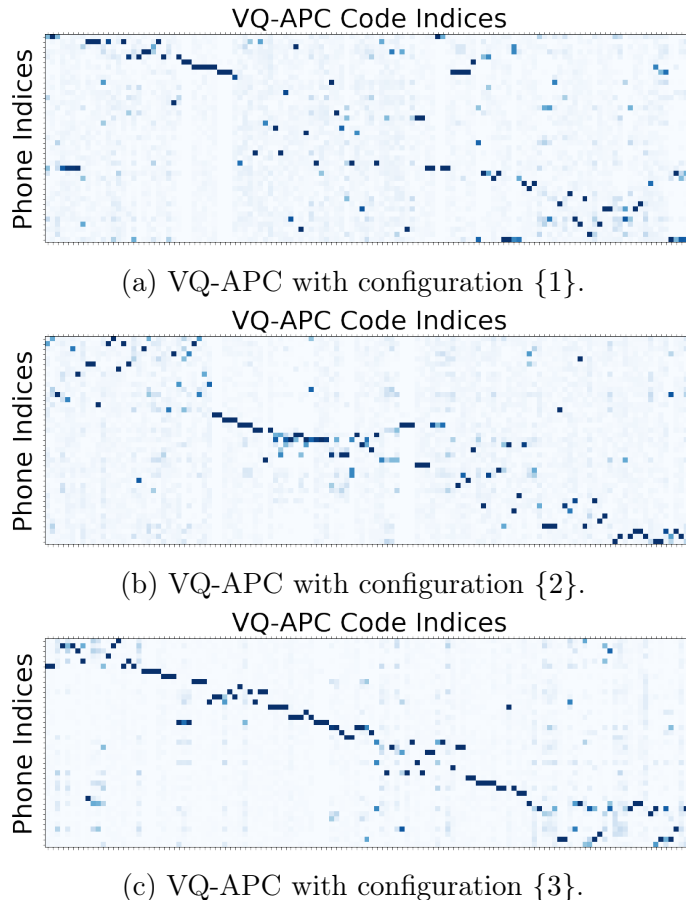 VQ-APC Code Indices
Phone Indices
(a) VQ-APC with configuration {1}.
VQ-APC Code Indices
Phone Indices
(b) VQ-APC with configuration {2}.
VQ-APC Code Indices
Phone Indices
(c) VQ-APC with configuration {3}.